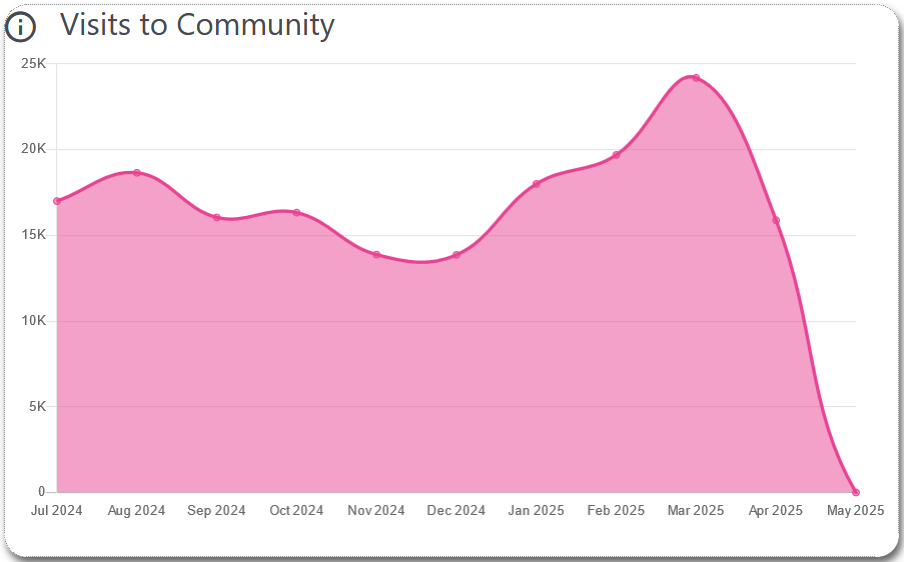 Visits to Community
25K
20K
15K
10K
5K
0
Jul 2024 Aug 2024 Sep 2024 Oct 2024 Nov 2024 Dec 2024 Jan 2025 Feb 2025 Mar 2025 Apr 2025 May 2025